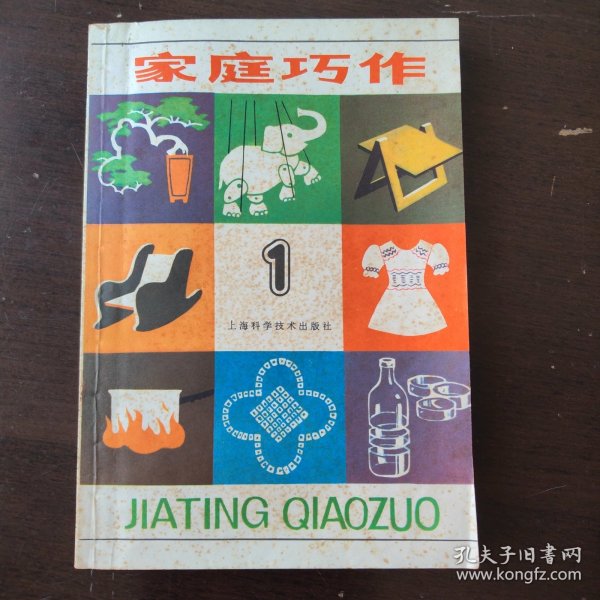 家庭巧作
1
上海科学技术出版社
JIATING QIAOZUO
孔夫子旧书网
www.kongfz.com